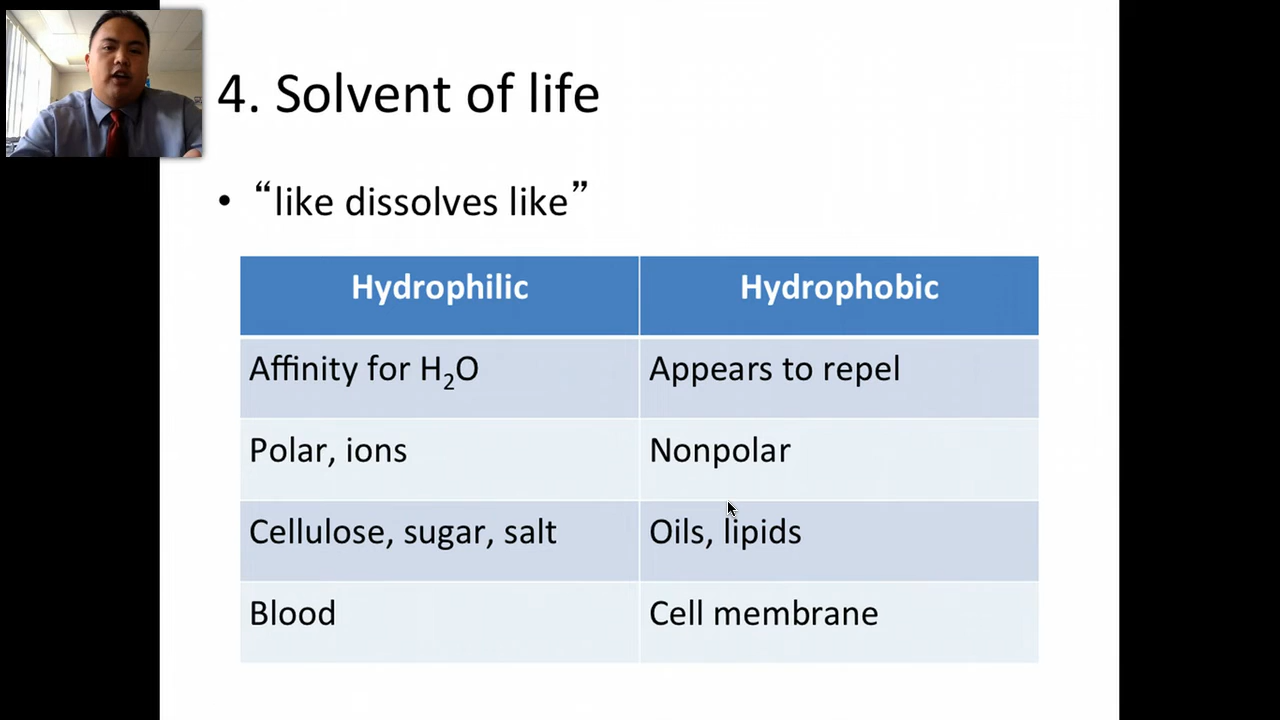 4. Solvent of life
• “like dissolves like”
Hydrophilic Hydrophobic
Affinity for H₂O Appears to repel
Polar, ions Nonpolar
Cellulose, sugar, salt Oils, lipids
Blood Cell membrane